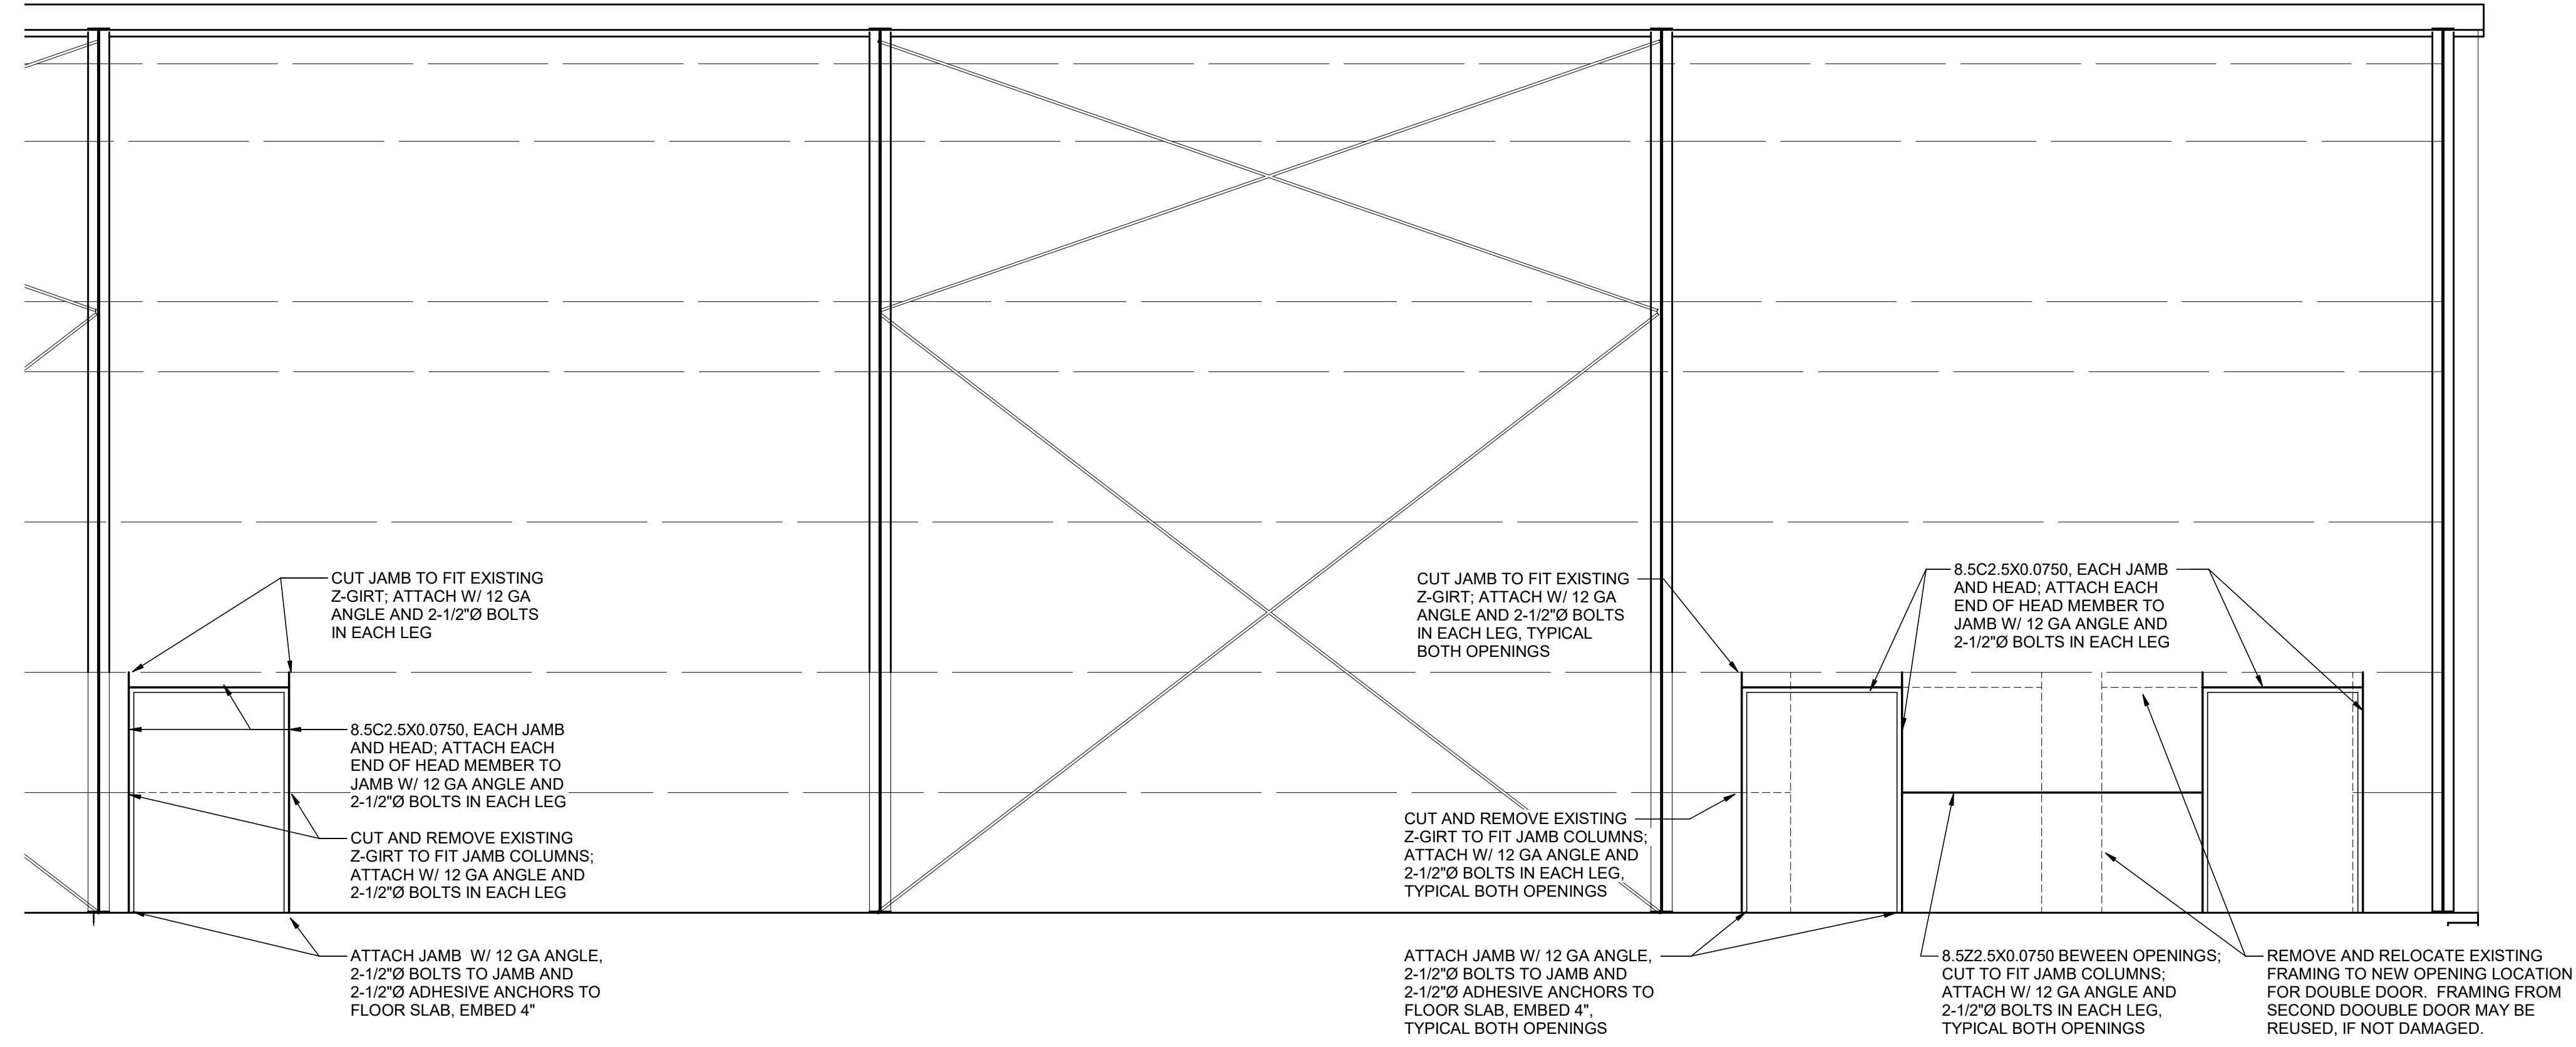 CUT JAMB TO FIT EXISTING
Z-GIRT; ATTACH W/ 12 GA
ANGLE AND 2-1/2"Ø BOLTS
IN EACH LEG
8.5C2.5X0.0750, EACH JAMB
AND HEAD; ATTACH EACH
END OF HEAD MEMBER TO
JAMB W/ 12 GA ANGLE AND
2-1/2"Ø BOLTS IN EACH LEG
CUT AND REMOVE EXISTING
Z-GIRT TO FIT JAMB COLUMNS;
ATTACH W/ 12 GA ANGLE AND
2-1/2"Ø BOLTS IN EACH LEG
ATTACH JAMB  W/ 12 GA ANGLE,
2-1/2"Ø BOLTS TO JAMB AND
2-1/2"Ø ADHESIVE ANCHORS TO
FLOOR SLAB, EMBED 4"
CUT JAMB TO FIT EXISTING
Z-GIRT; ATTACH W/ 12 GA
ANGLE AND 2-1/2"Ø BOLTS
IN EACH LEG, TYPICAL
BOTH OPENINGS
8.5C2.5X0.0750, EACH JAMB
AND HEAD; ATTACH EACH
END OF HEAD MEMBER TO
JAMB W/ 12 GA ANGLE AND
2-1/2"Ø BOLTS IN EACH LEG
CUT AND REMOVE EXISTING
Z-GIRT TO FIT JAMB COLUMNS;
ATTACH W/ 12 GA ANGLE AND
2-1/2"Ø BOLTS IN EACH LEG,
TYPICAL BOTH OPENINGS
ATTACH JAMB W/ 12 GA ANGLE,
2-1/2"Ø BOLTS TO JAMB AND
2-1/2"Ø ADHESIVE ANCHORS TO
FLOOR SLAB, EMBED 4",
TYPICAL BOTH OPENINGS
8.5Z2.5X0.0750 BEWEEN OPENINGS;
CUT TO FIT JAMB COLUMNS;
ATTACH W/ 12 GA ANGLE AND
2-1/2"Ø BOLTS IN EACH LEG,
TYPICAL BOTH OPENINGS
REMOVE AND RELOCATE EXISTING
FRAMING TO NEW OPENING LOCATION
FOR DOUBLE DOOR.  FRAMING FROM
SECOND DOOUBLE DOOR MAY BE
REUSED, IF NOT DAMAGED.